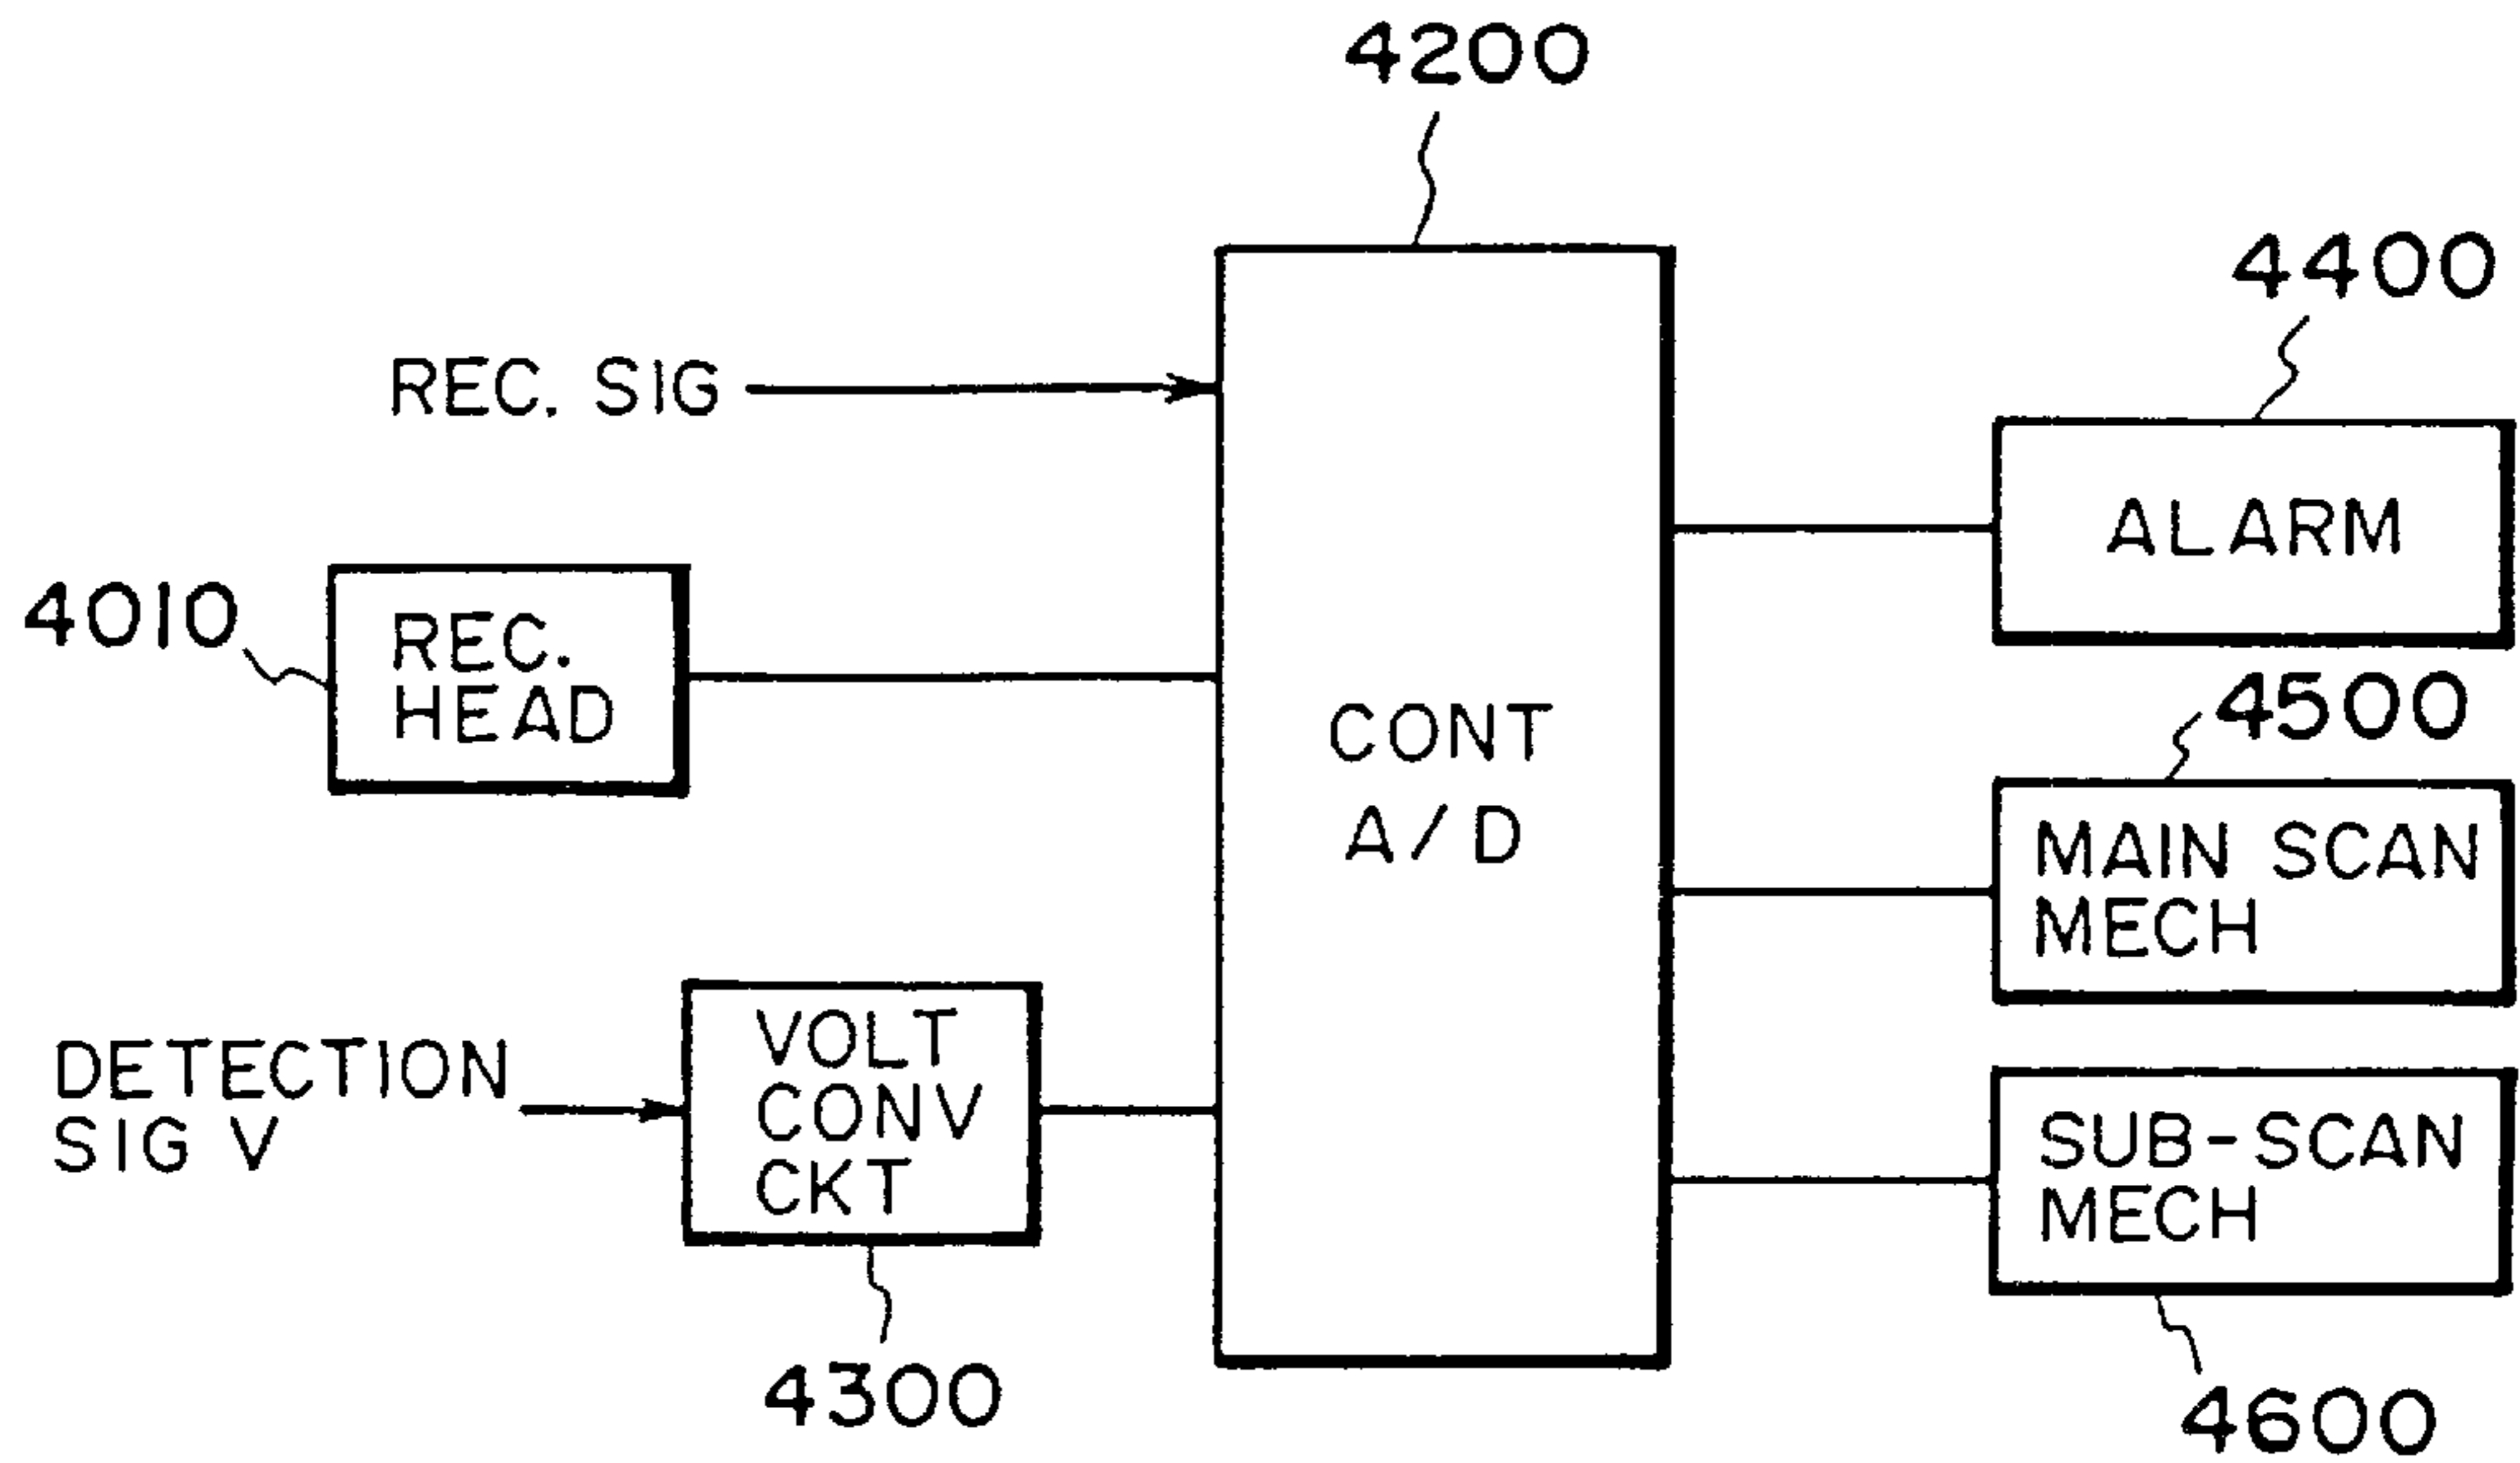 4200
4400
REC. SIG
ALARM
4010
REC.
HEAD
4500
CONT
A/D
MAIN SCAN
MECH
DETECTION
SIG V
VOLT
CONV
CKT
SUB-SCAN
MECH
4300
4600